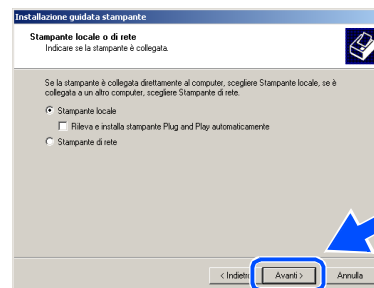 Installazione guidata stampante
Stampante locale o di rete
Indicare se la stampante è collegata.
Se la stampante è collegata direttamente al computer, scegliere Stampante locale, se è
collegata a un altro computer, scegliere Stampante di rete.
Stampante locale
Rileva e installa stampante Plug and Play automaticamente
Stampante di rete
< Indietro Avanti > Annulla